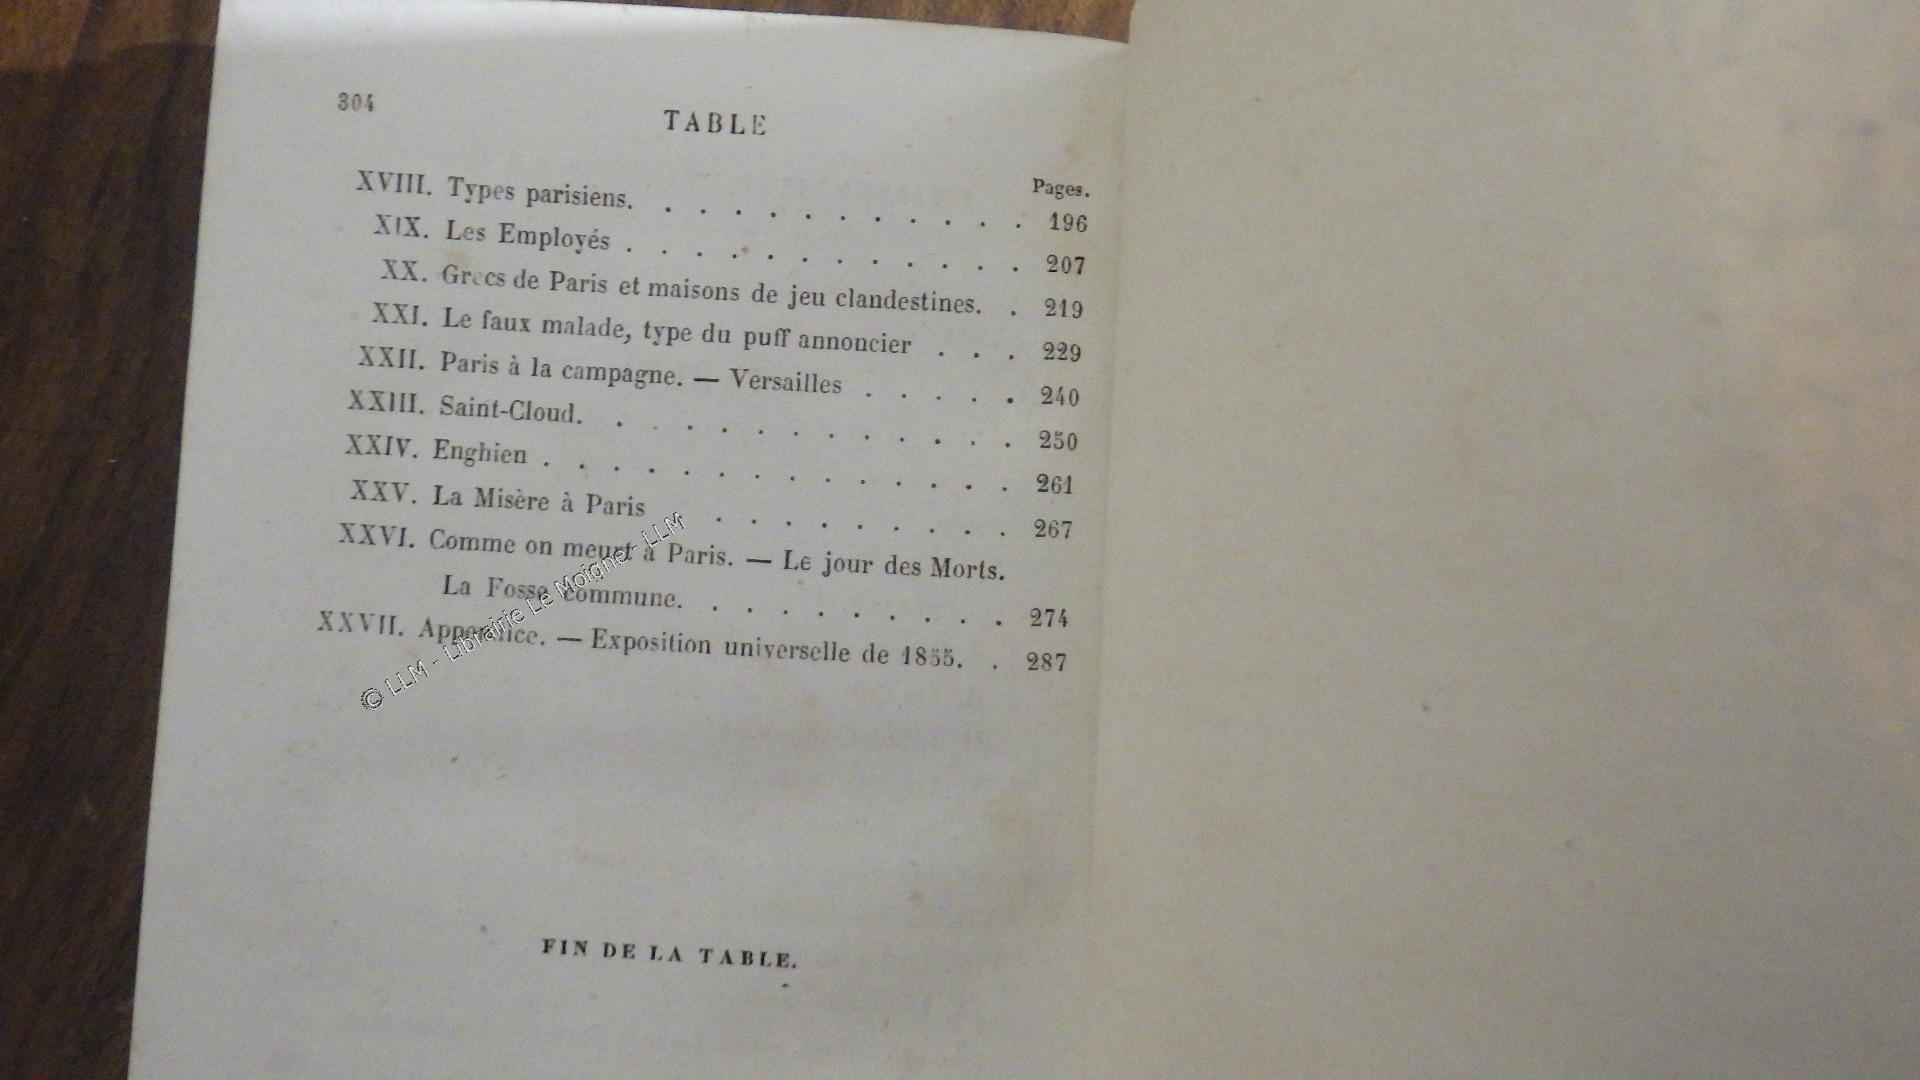 304
TABLE
Pages.
XVIII. Types parisiens. . . . . . . . . . . . 196
XIX. Les Employés . . . . . . . . . . . . 207
XX. Grecs de Paris et maisons de jeu clandestines. . 219
XXI. Le faux malade, type du puff annoncier . . . 229
XXII. Paris à la campagne. — Versailles . . . . . 240
XXIII. Saint-Cloud. . . . . . . . . . . . . 250
XXIV. Enghien . . . . . . . . . . . . . . 261
XXV. La Misère à Paris . . . . . . . . . 267
XXVI. Comme on meurt à Paris. — Le jour des Morts.
La Fosse commune. . . . . . . . . . 274
XXVII. Appendice. — Exposition universelle de 1855. . 287
FIN DE LA TABLE.
© LLM - Librairie Le Moigne - LLM